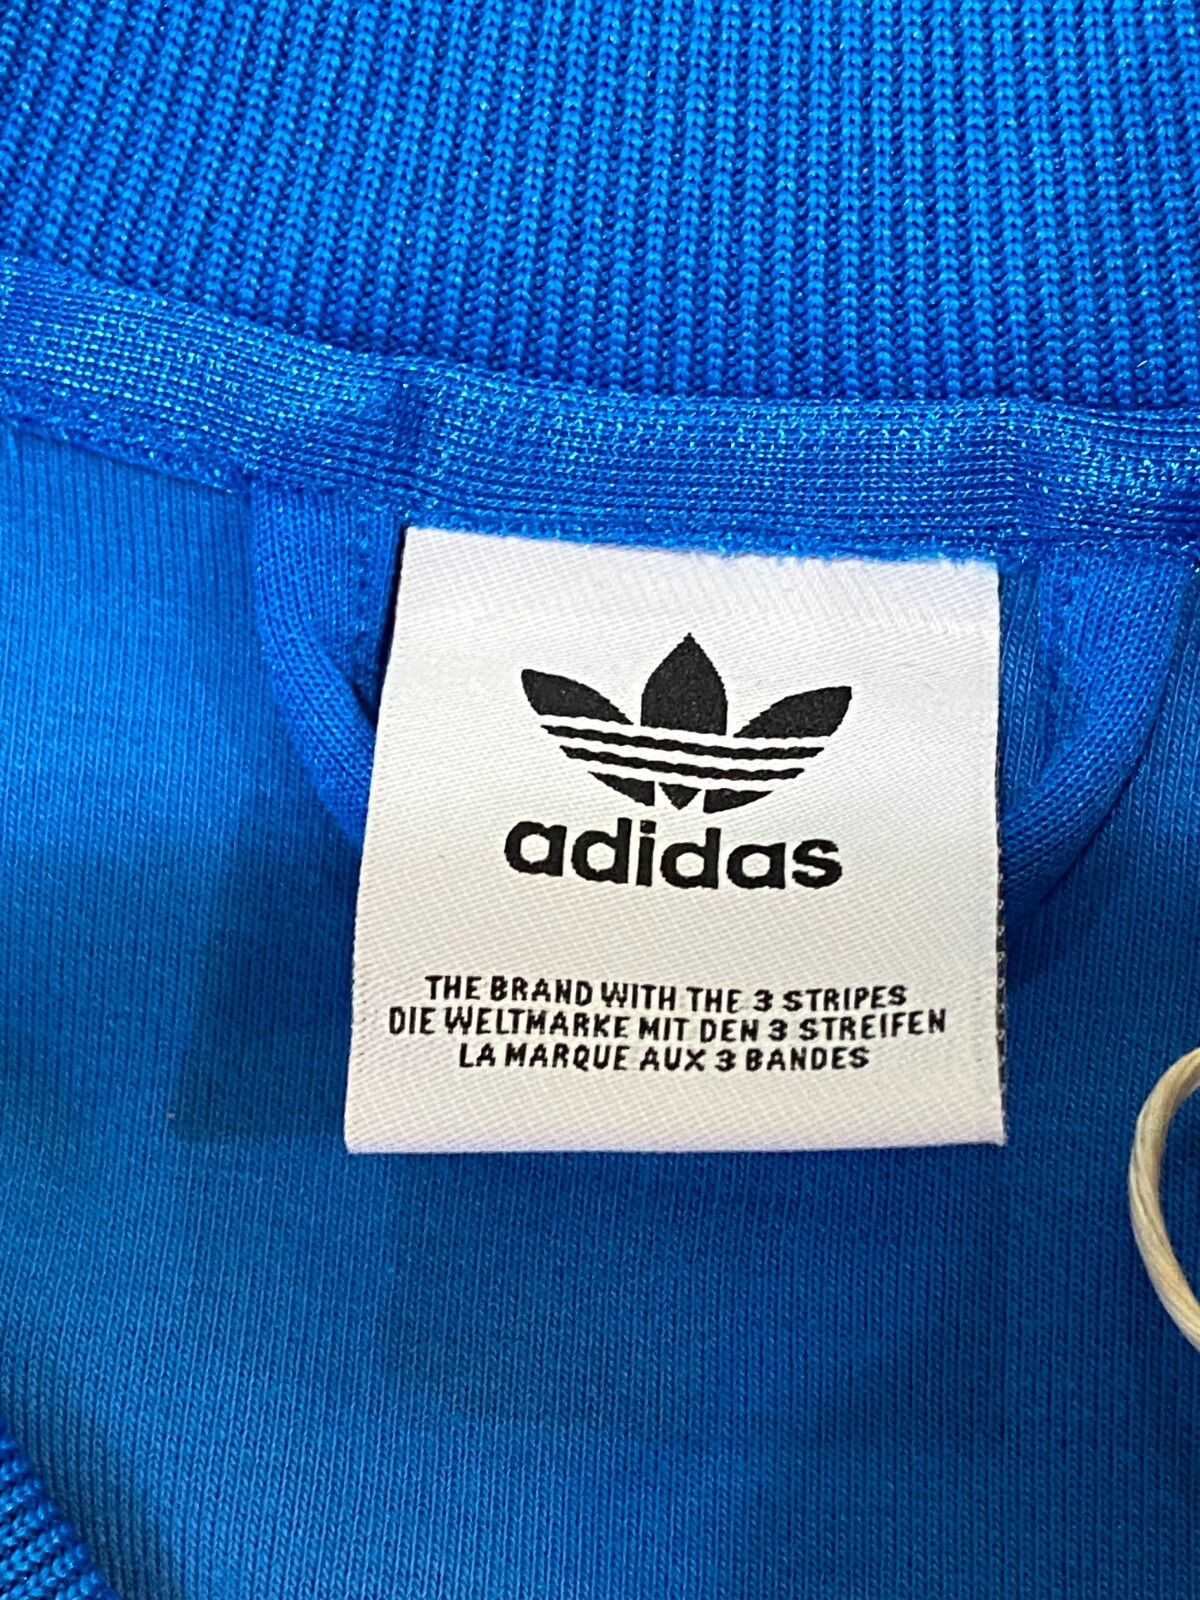 adidas
THE BRAND WITH THE 3 STRIPES
DIE WELTMARKE MIT DEN 3 STREIFEN
LA MARQUE AUX 3 BANDES